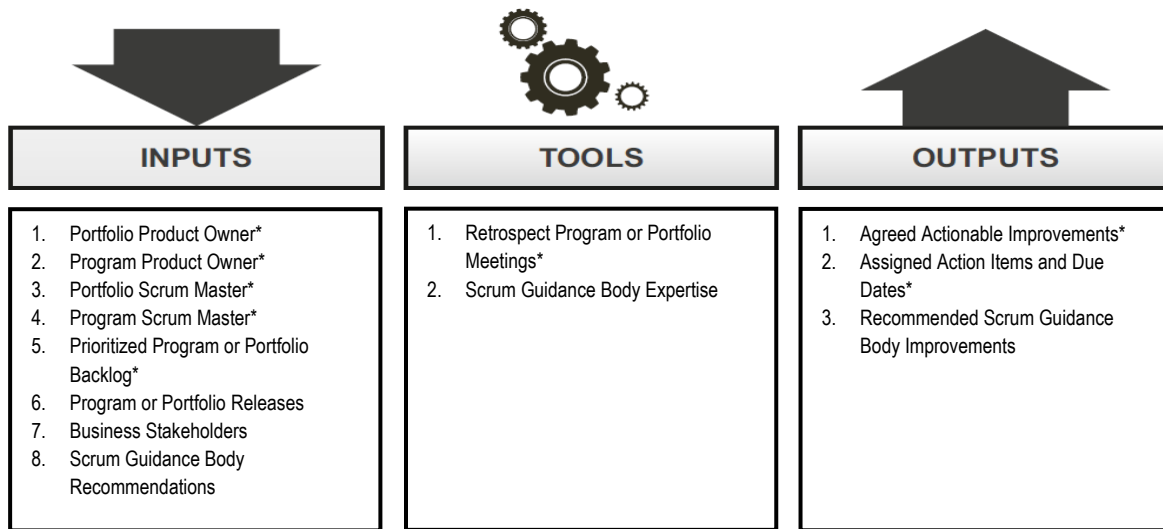 INPUTS
1. Portfolio Product Owner*
2. Program Product Owner*
3. Portfolio Scrum Master*
4. Program Scrum Master*
5. Prioritized Program or Portfolio
Backlog*
6. Program or Portfolio Releases
7. Business Stakeholders
8. Scrum Guidance Body
Recommendations
TOOLS
1. Retrospect Program or Portfolio
Meetings*
2. Scrum Guidance Body Expertise
OUTPUTS
1. Agreed Actionable Improvements*
2. Assigned Action Items and Due
Dates*
3. Recommended Scrum Guidance
Body Improvements